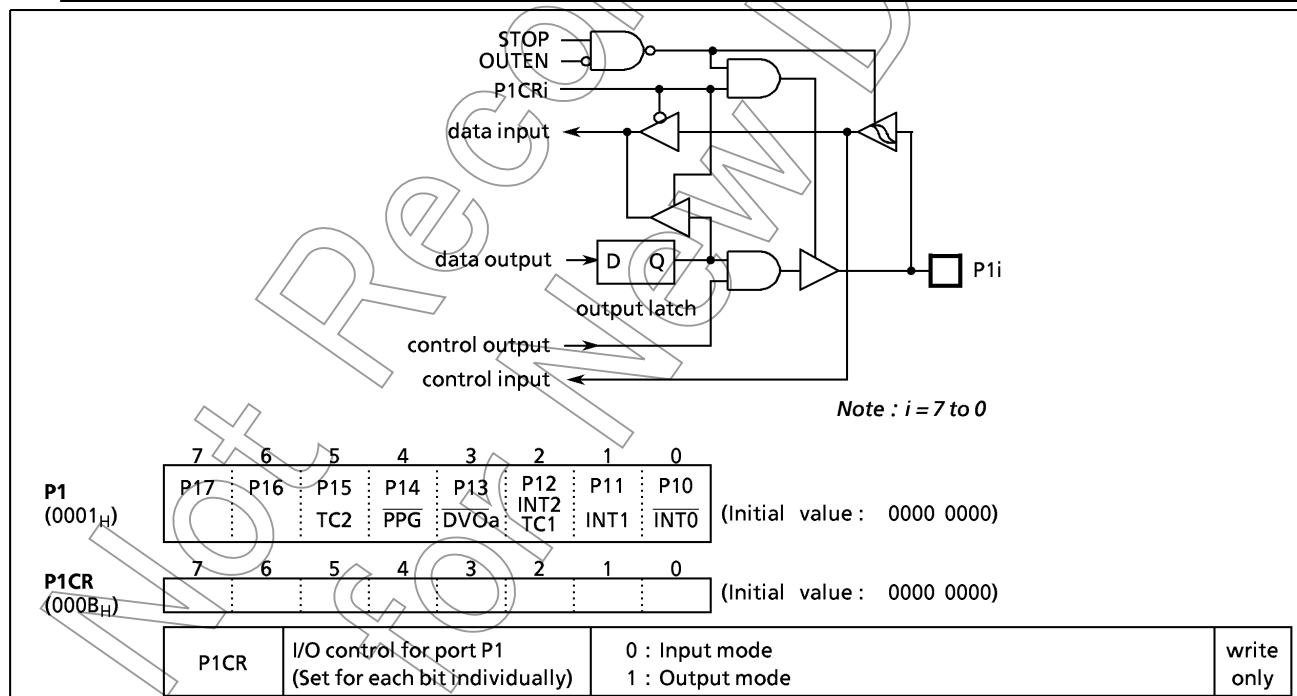 STOP
OUTEN
P1CRi
data input
data output
D Q
P1i
output latch
control output
control input
Note : i = 7 to 0
7 6 5 4 3 2 1 0
P1
(0001H)
P17 P16 P15 P14 P13 P12 P11 P10
TC2 PPG DVOa INT2 TC1 INT1 INT0
(Initial value : 0000 0000)
7 6 5 4 3 2 1 0
P1CR
(000BH)
(Initial value : 0000 0000)
P1CR
I/O control for port P1
(Set for each bit individually)
0 : Input mode
1 : Output mode
write
only
Not Recom
for New D